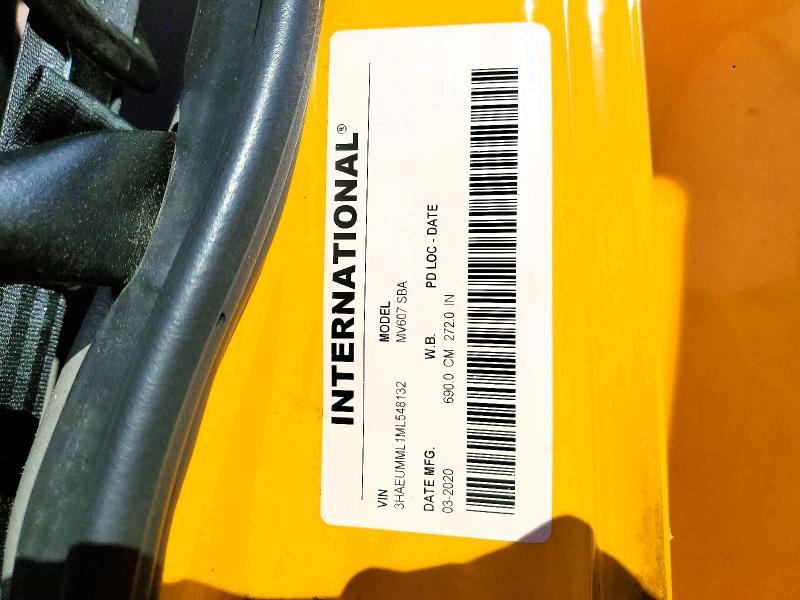 INTERNATIONAL®
VIN MODEL
3HAEUMML1ML548132 MV607 SBA
DATE MFG. W.B. PD LOC - DATE
03-2020 690.0 CM 272.0 IN